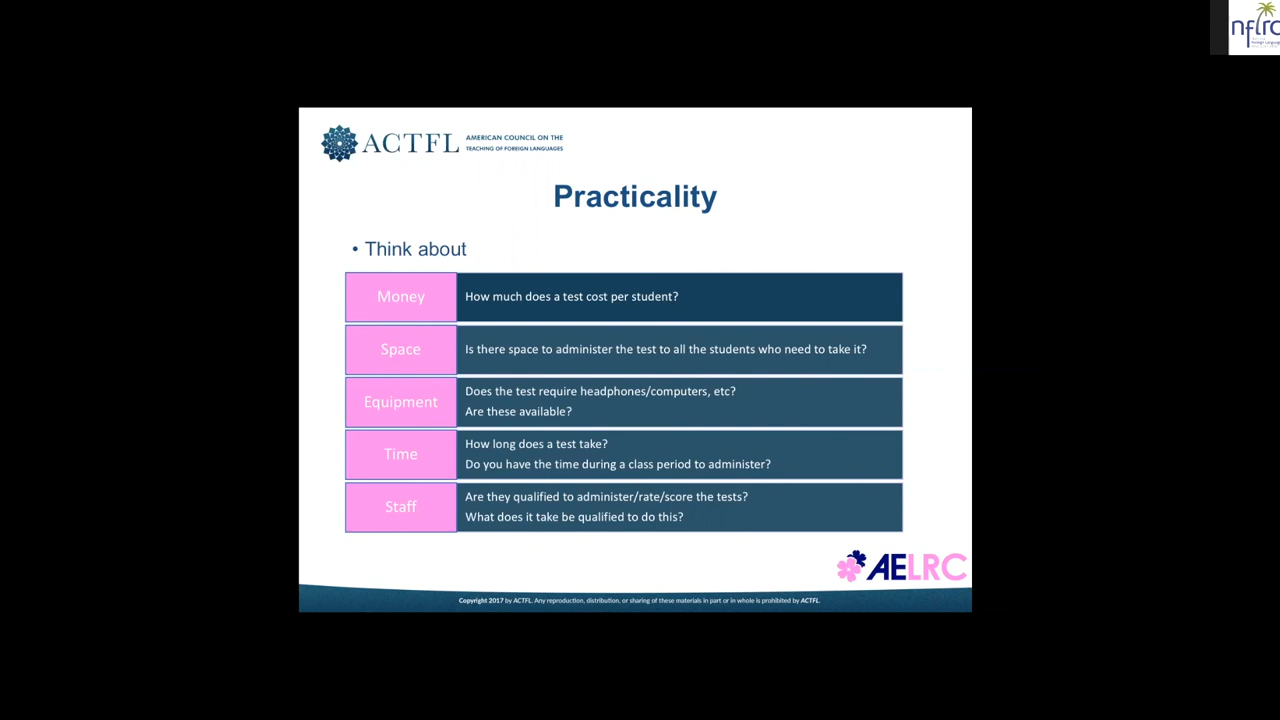 nflrc
ACTFL
AMERICAN COUNCIL ON THE
TEACHING OF FOREIGN LANGUAGES
Practicality
• Think about
Money
How much does a test cost per student?
Space
Is there space to administer the test to all the students who need to take it?
Equipment
Does the test require headphones/computers, etc?
Are these available?
Time
How long does a test take?
Do you have the time during a class period to administer?
Staff
Are they qualified to administer/rate/score the tests?
What does it take be qualified to do this?
AELRC
Copyright 2017 by ACTFL. Any reproduction, distribution, or sharing of these materials in part or in whole is prohibited by ACTFL.